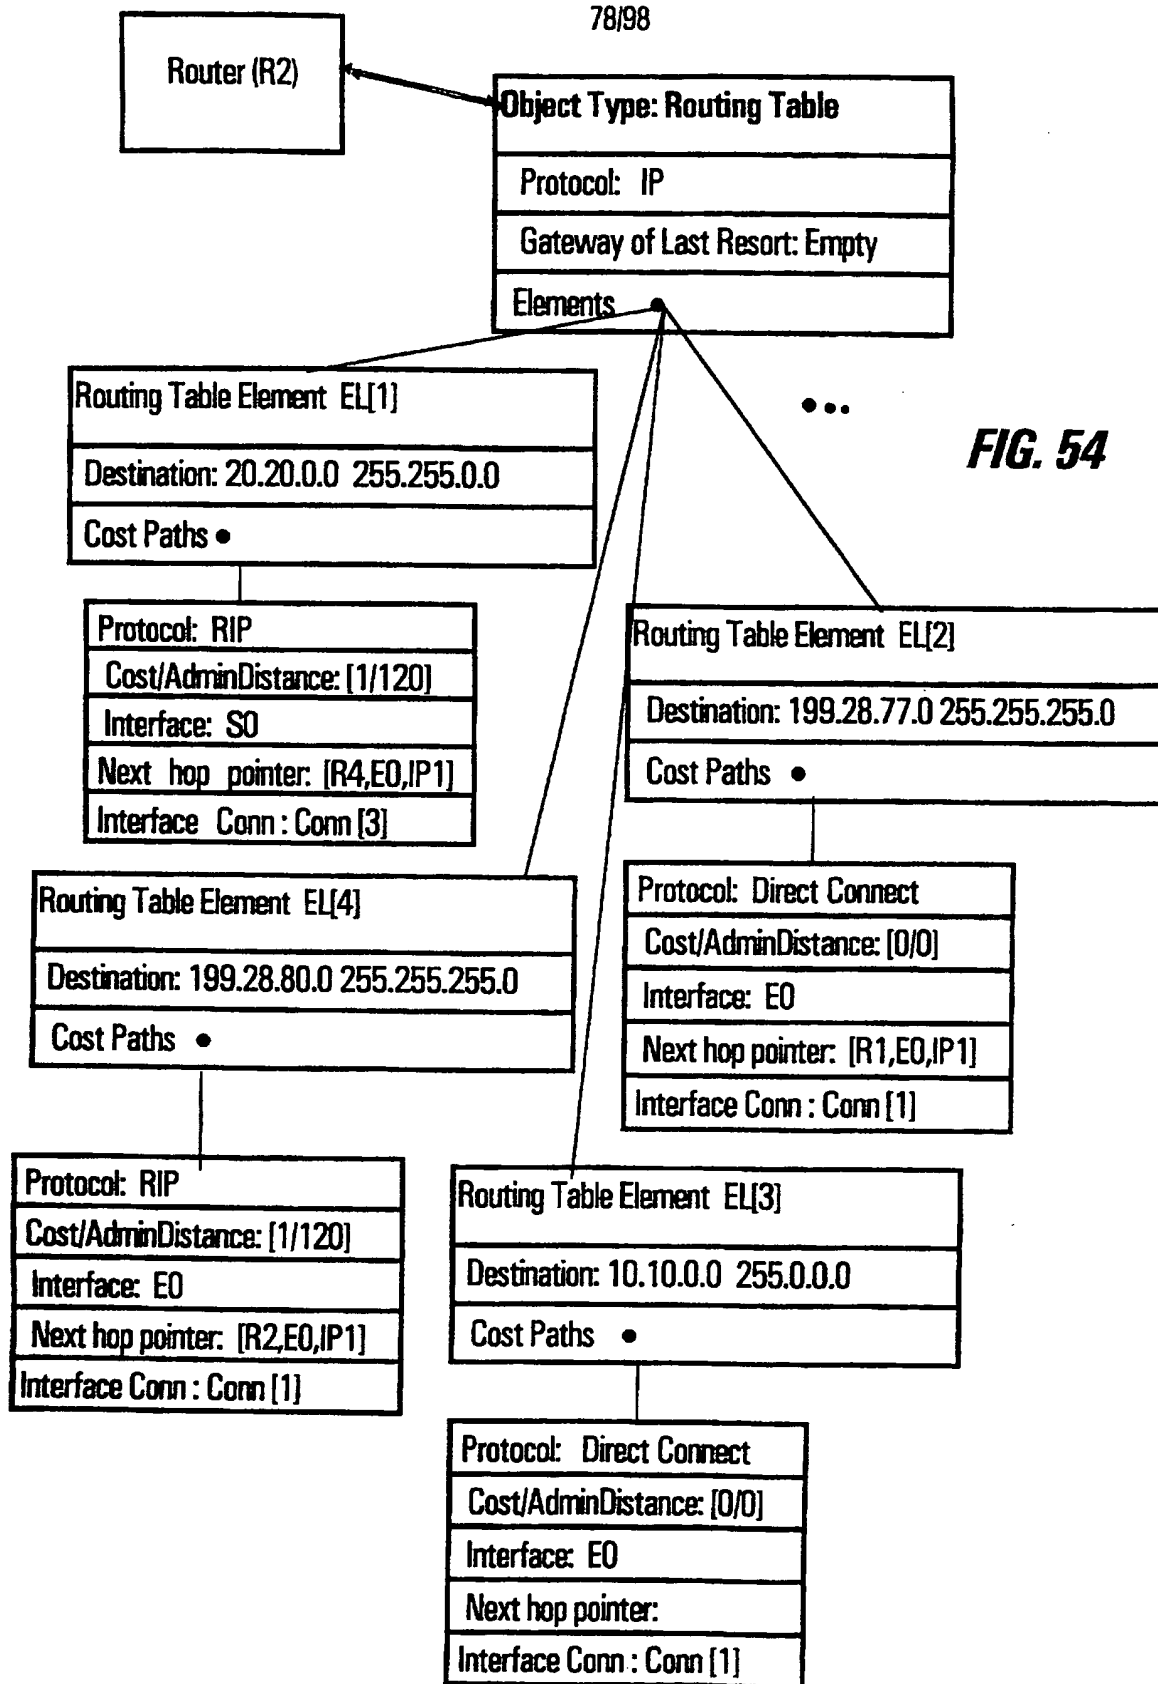 78/98
Router (R2)
Object Type: Routing Table
Protocol: IP
Gateway of Last Resort: Empty
Elements
Routing Table Element EL[1]
Destination: 20.20.0.0 255.255.0.0
Cost Paths
FIG. 54
Protocol: RIP
Cost/AdminDistance: [1/120]
Interface: S0
Next hop pointer: [R4,E0,IP1]
Interface Conn : Conn [3]
Routing Table Element EL[2]
Destination: 199.28.77.0 255.255.255.0
Cost Paths
Protocol: Direct Connect
Cost/AdminDistance: [0/0]
Interface: E0
Next hop pointer: [R1,E0,IP1]
Interface Conn : Conn [1]
Routing Table Element EL[4]
Destination: 199.28.80.0 255.255.255.0
Cost Paths
Protocol: RIP
Cost/AdminDistance: [1/120]
Interface: E0
Next hop pointer: [R2,E0,IP1]
Interface Conn : Conn [1]
Routing Table Element EL[3]
Destination: 10.10.0.0 255.0.0.0
Cost Paths
Protocol: Direct Connect
Cost/AdminDistance: [0/0]
Interface: E0
Next hop pointer:
Interface Conn : Conn [1]